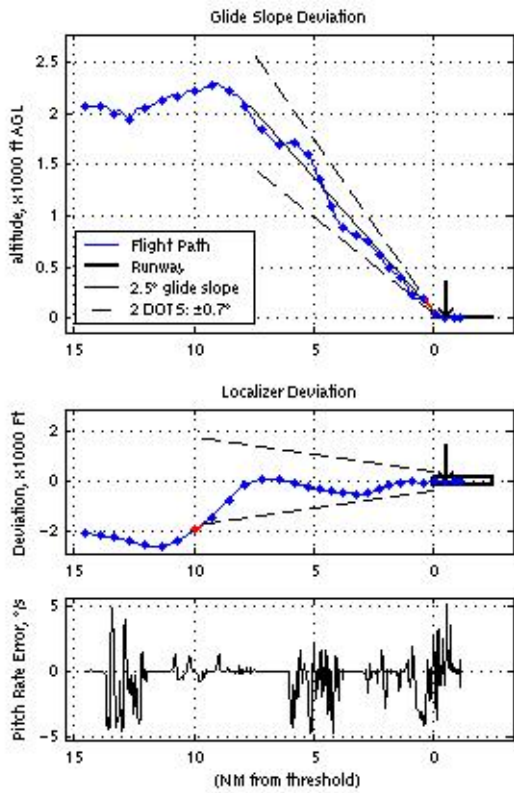 Glide Slope Deviation
altitude, x1000 ft AGL
2.5
2
1.5
1
0.5
0
Flight Path
Runway
2.5° glide slope
2 DOTS: ±0.7°
15
10
5
0
Localizer Deviation
Deviation, x1000 Ft
2
0
-2
15
10
5
0
Pitch Rate Error, °/s
5
0
-5
15
10
5
0
(NM from threshold)